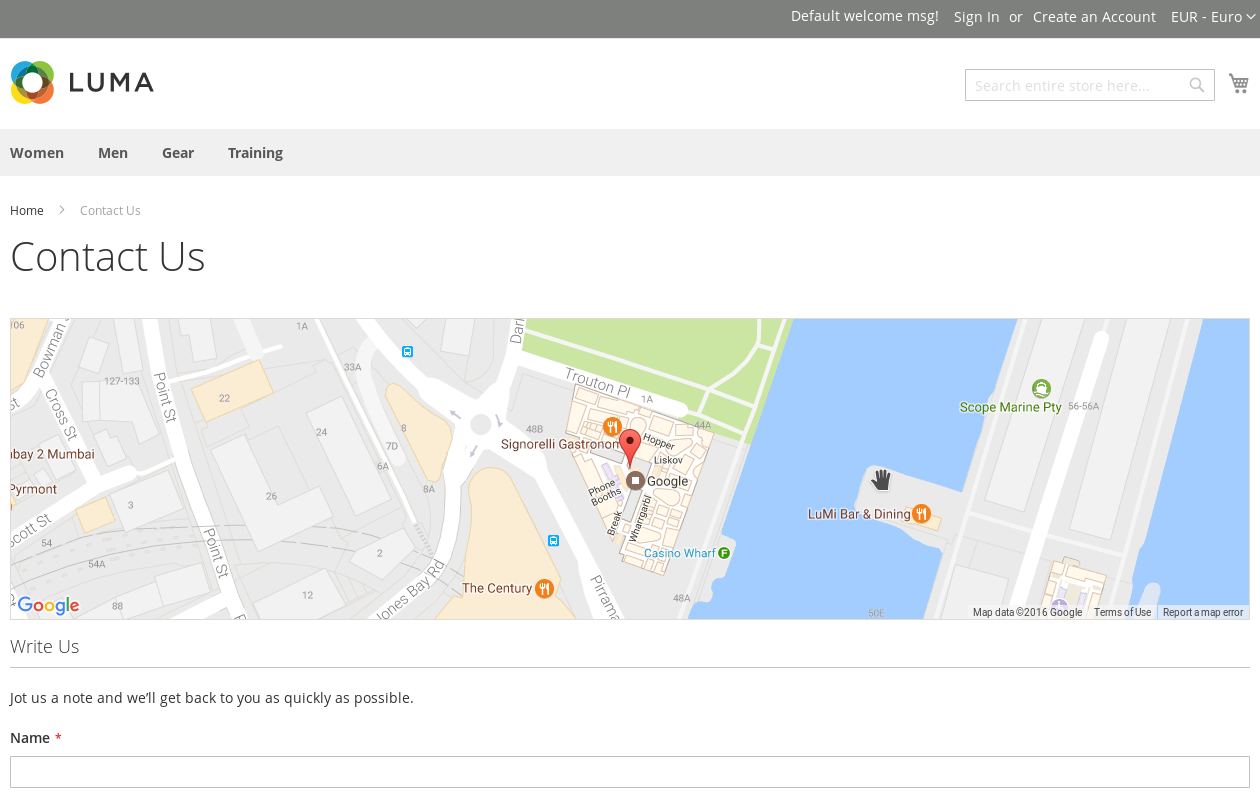 Default welcome msg! Sign In or Create an Account EUR - Euro
LUMA
Search entire store here...
Women Men Gear Training
Home Contact Us
Contact Us
106
Bowman S
127-133
Cross St
Point St
22
1A
33A
24
8
7D
6A
8A
Dar
Trouton Pl
1A
44A
48B
Signorelli Gastronom
Hopper
Liskov
Google
Phone
Booths
Break
Wharrgarbl
Casino Wharf
Scope Marine Pty
56-56A
LuMi Bar & Dining
bay 2 Mumbai
Pyrmont
cott St
3
26
54
54A
Point St
2
12
88
Jones Bay Rd
The Century
Pirrama
48A
50E
Google
Map data ©2016 Google Terms of Use Report a map error
Write Us
Jot us a note and we’ll get back to you as quickly as possible.
Name *